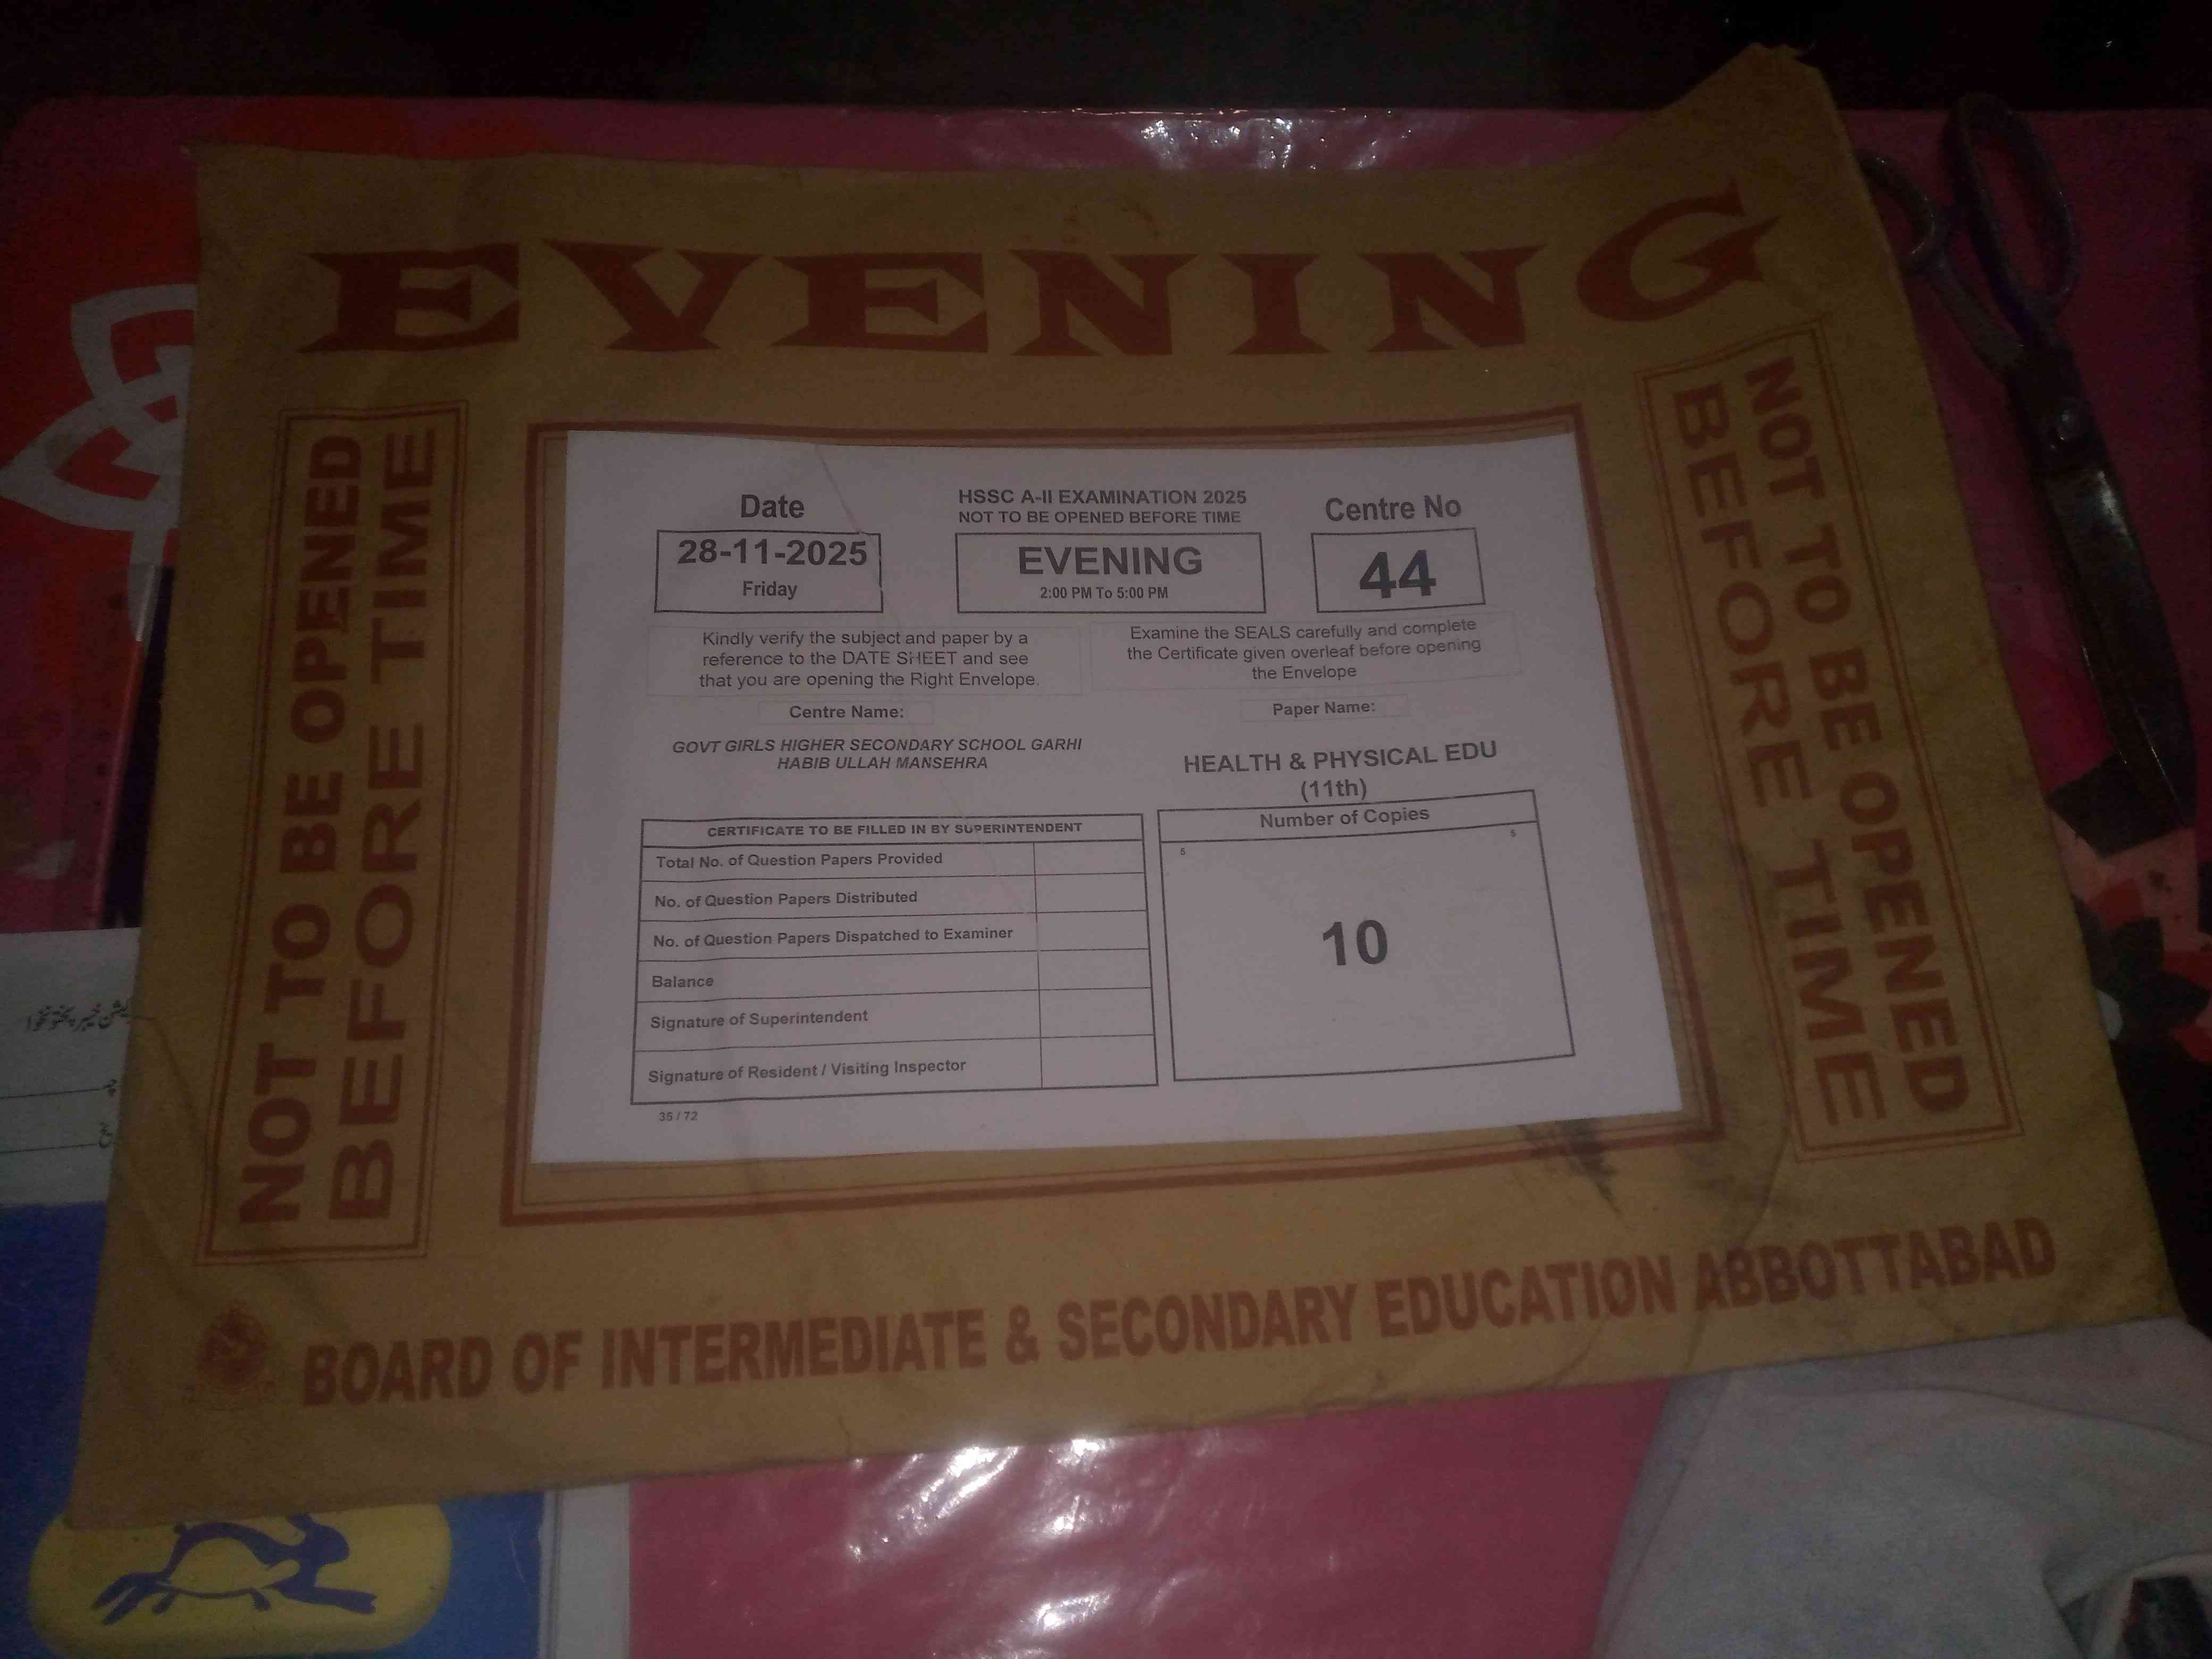 EVENING
NOT TO BE OPENED
BEFORE TIME
Date
28-11-2025
Friday
HSSC A-II EXAMINATION 2025
NOT TO BE OPENED BEFORE TIME
EVENING
2:00 PM To 5:00 PM
Centre No
44
Kindly verify the subject and paper by a
reference to the DATE SHEET and see
that you are opening the Right Envelope.
Examine the SEALS carefully and complete
the Certificate given overleaf before opening
the Envelope
Centre Name:
GOVT GIRLS HIGHER SECONDARY SCHOOL GARHI
HABIB ULLAH MANSEHRA
Paper Name:
HEALTH & PHYSICAL EDU
(11th)
CERTIFICATE TO BE FILLED IN BY SUPERINTENDENT
Total No. of Question Papers Provided
No. of Question Papers Distributed
No. of Question Papers Dispatched to Examiner
Balance
Signature of Superintendent
Signature of Resident / Visiting Inspector
Number of Copies
5 5
10
35 / 72
NOT TO BE OPENED
BEFORE TIME
BOARD OF INTERMEDIATE & SECONDARY EDUCATION ABBOTTABAD